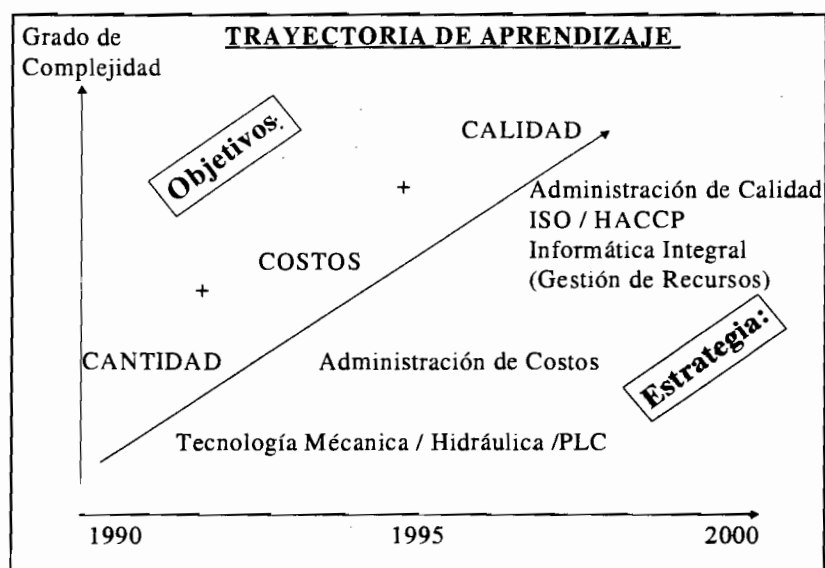 Grado de
Complejidad
TRAYECTORIA DE APRENDIZAJE
Objetivos:
CALIDAD
+
Administración de Calidad
ISO / HACCP
Informática Integral
(Gestión de Recursos)
COSTOS
+
Estrategia:
CANTIDAD
Administración de Costos
Tecnología Mécanica / Hidráulica /PLC
1990
1995
2000